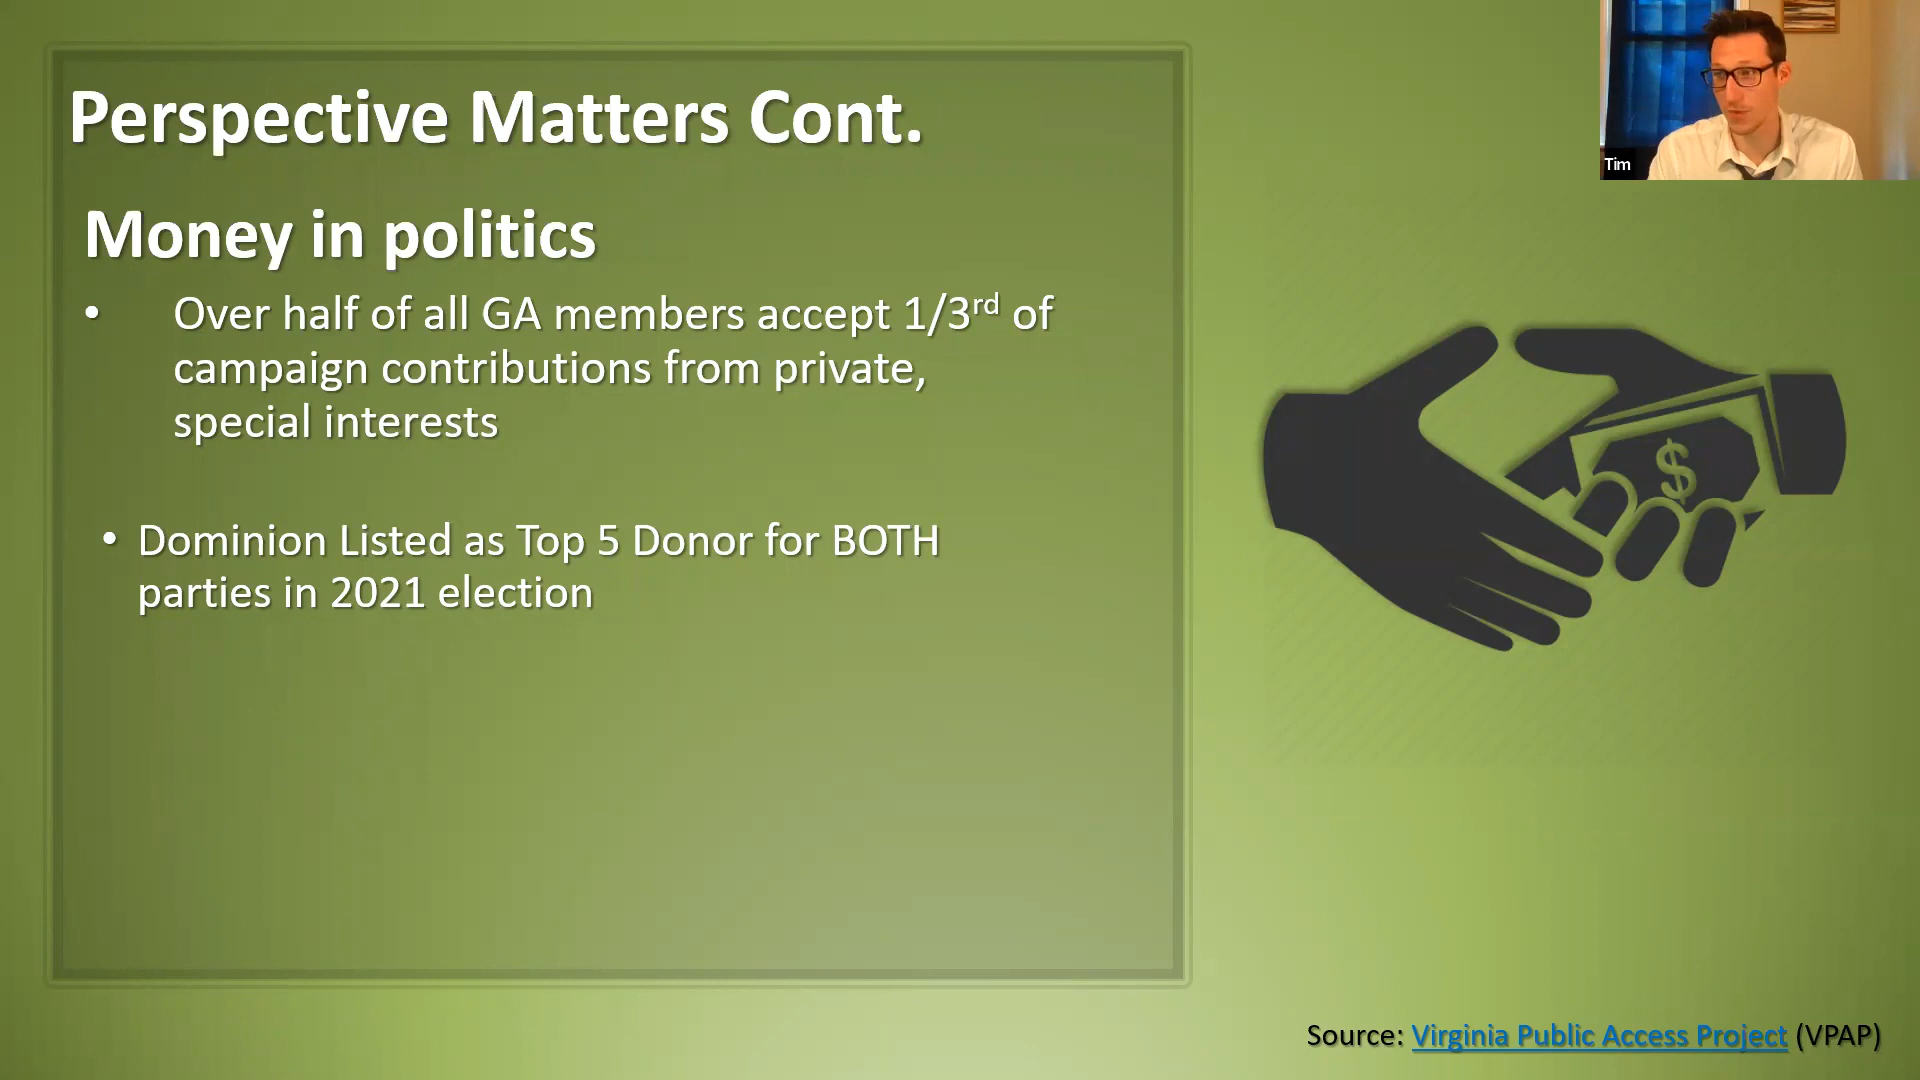 Perspective Matters Cont.
Tim
Money in politics
• Over half of all GA members accept 1/3rd of
campaign contributions from private,
special interests
$
• Dominion Listed as Top 5 Donor for BOTH
parties in 2021 election
Source: Virginia Public Access Project (VPAP)